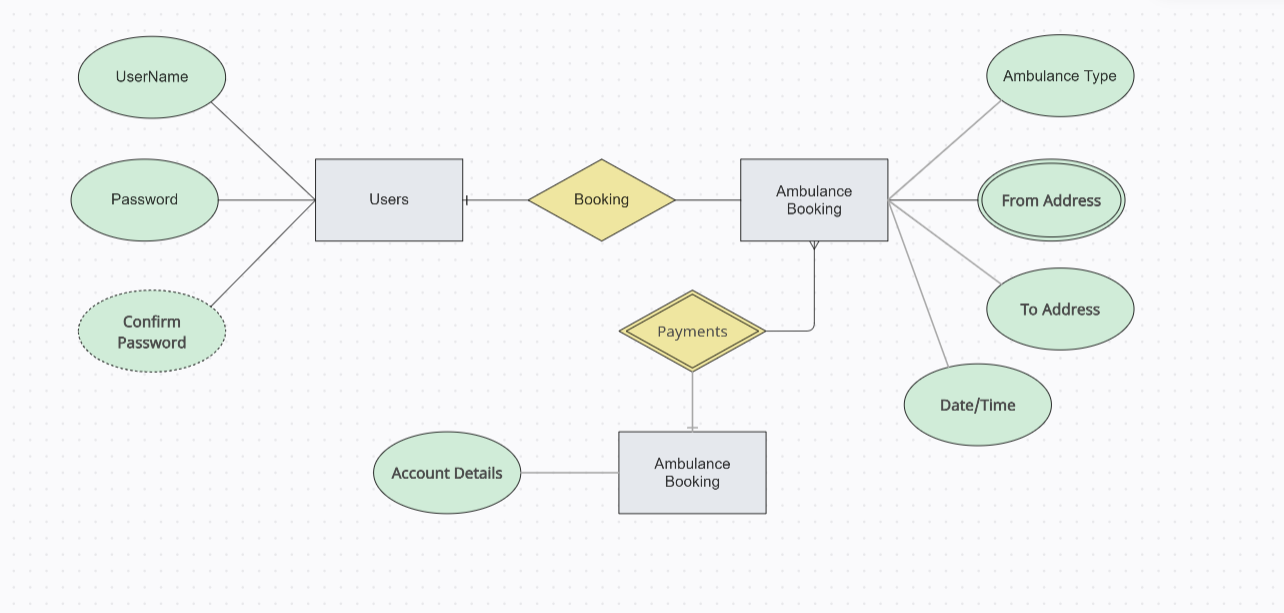 UserName
Ambulance Type
Password
Users
Booking
Ambulance
Booking
From Address
Confirm
Password
Payments
To Address
Date/Time
Account Details
Ambulance
Booking